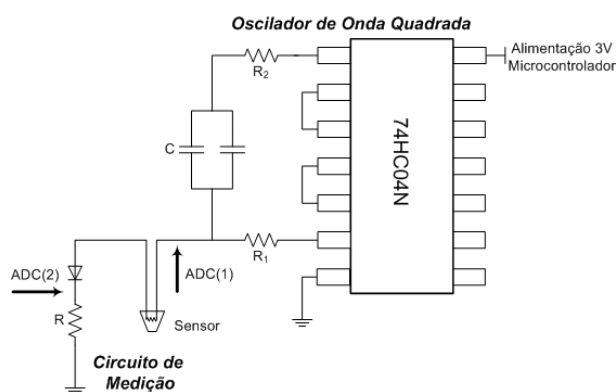 Oscilador de Onda Quadrada
Alimentação 3V
Microcontrolador
R2
C
74HC04N
ADC(1)
R1
ADC(2)
R
Sensor
Circuito de
Medição